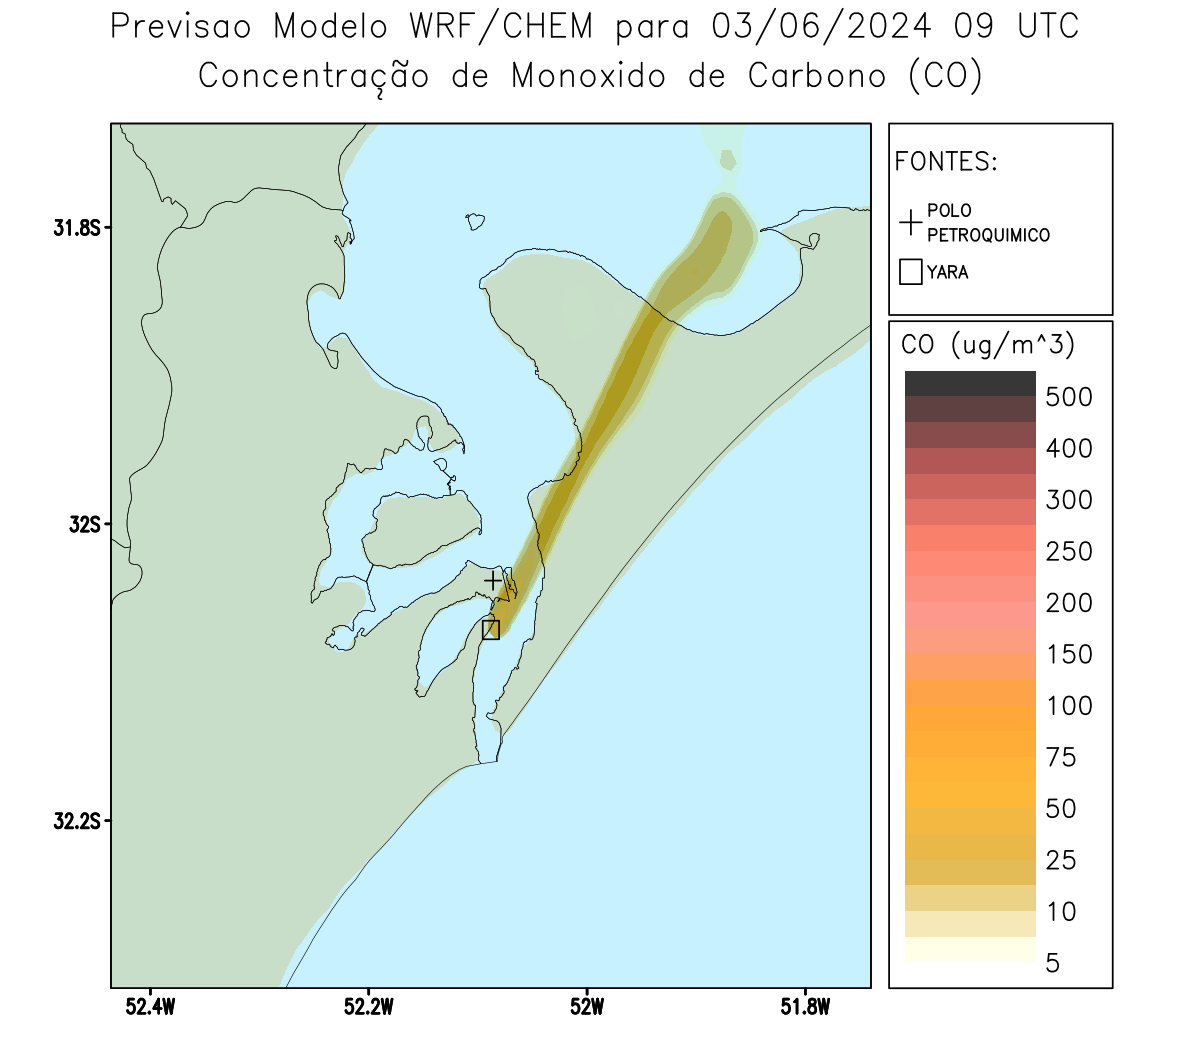 Previsao Modelo WRF/CHEM para 03/06/2024 09 UTC
Concentração de Monoxido de Carbono (CO)
FONTES:
POLO
PETROQUIMICO
YARA
CO (ug/m^3)
500
400
300
250
200
150
100
75
50
25
10
5
31.8S
32S
32.2S
52.4W
52.2W
52W
51.8W